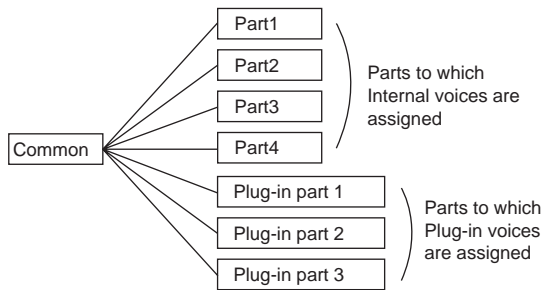 Part1
Part2
Part3
Part4
Parts to which
Internal voices are
assigned
Common
Plug-in part 1
Plug-in part 2
Plug-in part 3
Parts to which
Plug-in voices
are assigned